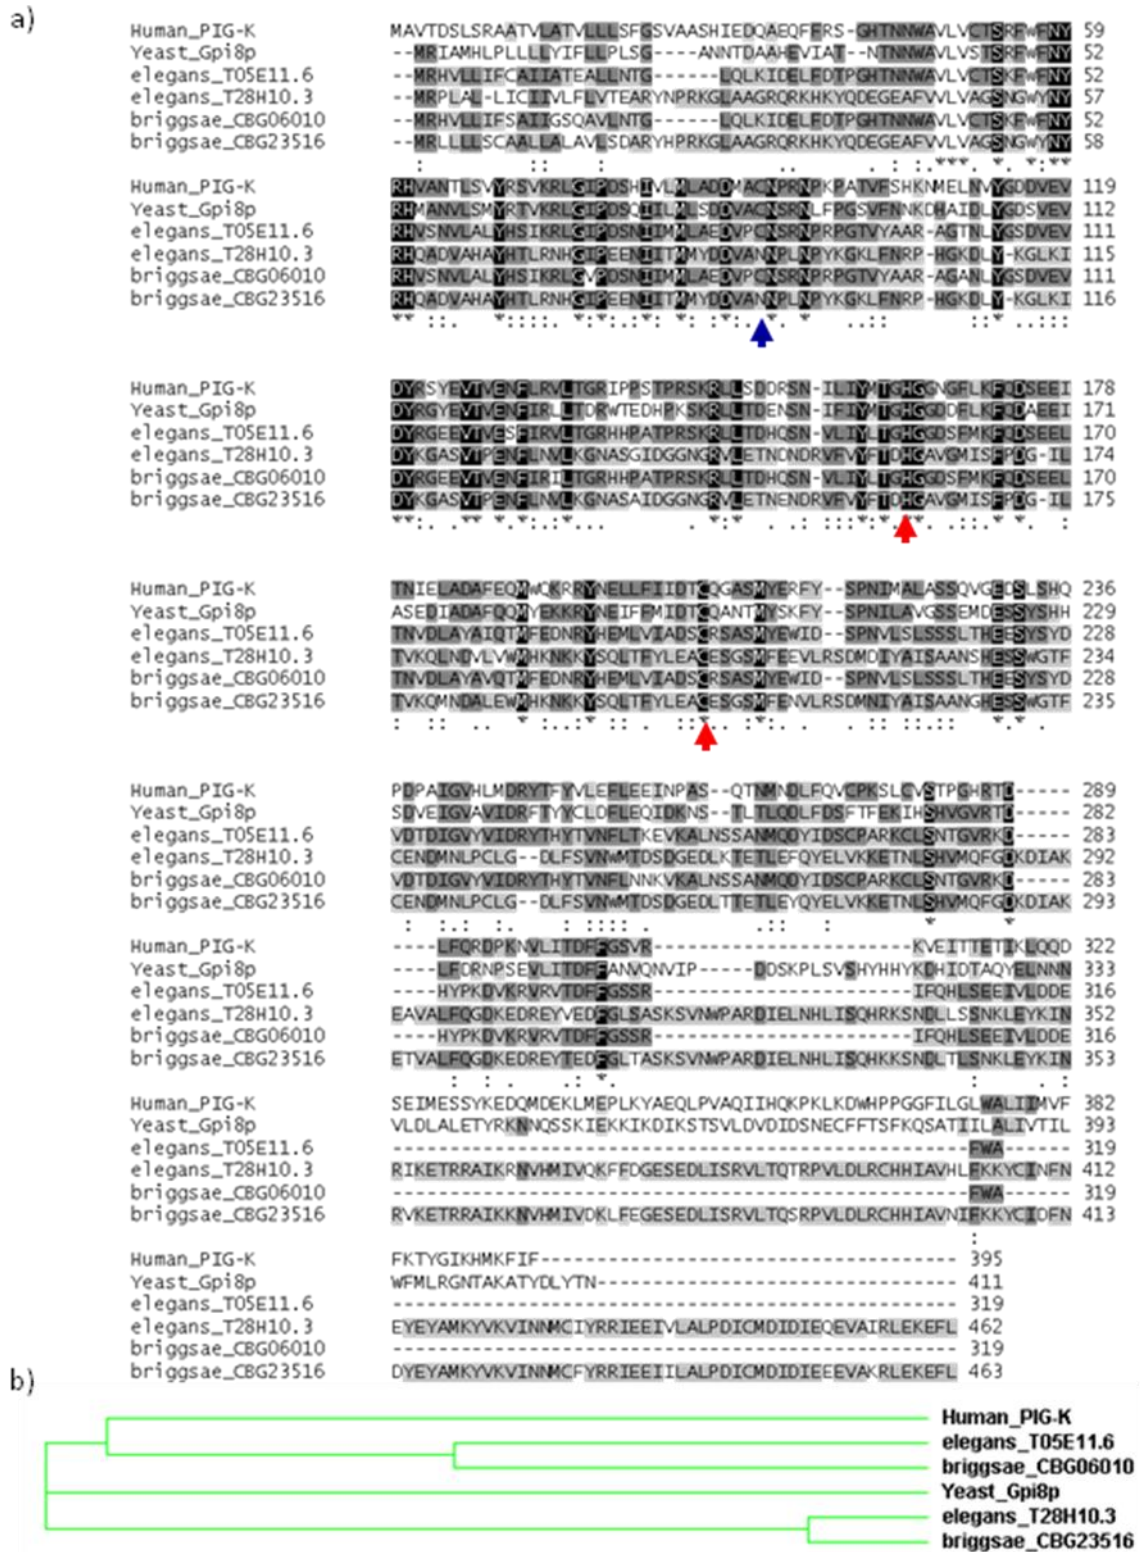 a)
Human_PIG-K MAVTDSLSRAATVLATVLLLSFGSVAASHIEDQAEQFFRS-GHTNNWAVLVCTSRFWFNY 59
Yeast_Gpi8p --MRIAMHLPLLLLYIFLLPLSG----ANNTDAAHEVIAT--NTNNWAVLVSTSRFWFNY 52
elegans_T05E11.6 --MRHVLLIFCAIIATEALLNTG------LQLKIDELFDTPGHTNNWAVLVCTSKFWFNY 52
elegans_T28H10.3 --MRPLAL-LICIIVLFLVTEARYNPRKGLAAGRQRKHKYQDEGEAFVVLVAGSNGWYNY 57
briggsae_CBG06010 --MRHVLLIFSAIIGSQAVLNTG------LQLKIDELFDTPGHTNNWAVLVCTSKFWFNY 52
briggsae_CBG23516 --MRLLLLSCAALLALAVLSDARYHPRKGLAAGRQRKHKYQDEGEAFVVLVAGSNGWYNY 58
Human_PIG-K RHVANTLSVYRSVKRLGIPDSHIVLMLADDMACNPRNPKPATVFSHKNMELNVYGDDVEV 119
Yeast_Gpi8p RHMANVLSMYRTVKRLGIPDSQIILMLSDDVACNSRNLFPGSVFNNKDHAIDLYGDSVEV 112
elegans_T05E11.6 RHVSNVLALYHSIKRLGIPDSNIIMMLAEDVPCNSRNPRPGTVYAAR-AGTNLYGSDVEV 111
elegans_T28H10.3 RHQADVAHAYHTLRNHGIPEENIITMMYDDVANNPLNPYKGKLFNRP-HGKDLY-KGLKI 115
briggsae_CBG06010 RHVSNVLALYHSIKRLGVPDSNIIMMLAEDVPCNSRNPRPGTVYAAR-AGANLYGSDVEV 111
briggsae_CBG23516 RHQADVAHAYHTLRNHGIPEENIITMMYDDVANNPLNPYKGKLFNRP-HGKDLY-KGLKI 116
Human_PIG-K DYRSYEVTVENFLRVLTGRIPPSTPRSKRLLSDDRSN-ILIYMTGHGGNGFLKFQDSEEI 178
Yeast_Gpi8p DYRGYEVTVENFIRLLTDRWTEDHPKSKRLLTDENSN-IFIYMTGHGGDDFLKFQDAEEI 171
elegans_T05E11.6 DYRGEEVTVESFIRVLTGRHHPATPRSKRLLTDHQSN-VLIYLTGHGGDSFMKFQDSEEL 170
elegans_T28H10.3 DYKGASVTPENFLNVLKGNASGIDGGNGRVLETNDNDRVFVYFTDHGAVGMISFPDG-IL 174
briggsae_CBG06010 DYRGEEVTVENFIRILTGRHHPATPRSKRLLTDHQSN-VLIYLTGHGGDSFMKFQDSEEL 170
briggsae_CBG23516 DYKGASVTPENFLNVLKGNASAIDGGNGRVLETNENDRVFVYFTDHGAVGMISFPDG-IL 175
Human_PIG-K TNIELADAFEQMWQKRRYNELLFIIDTCQGASMYERFY--SPNIMALASSQVGEDSLSHQ 236
Yeast_Gpi8p ASEDIADAFQQMYEKKRYNEIFFMIDTCQANTMYSKFY--SPNILAVGSSEMDESSYSHH 229
elegans_T05E11.6 TNVDLAYAIQTMFEDNRYHEMLVIADSCRSASMYEWID--SPNVLSLSSSLTHEESYSYD 228
elegans_T28H10.3 TVKQLNDVLVWMHKNKKYSQLTFYLEACESGSMFEEVLRSDMDIYAISAANSHESSWGTF 234
briggsae_CBG06010 TNVDLAYAVQTMFEDNRYHEMLVIADSCRSASMYEWID--SPNVLSLSSSLTHEESYSYD 228
briggsae_CBG23516 TVKQMNDALEWMHKNKKYSQLTFYLEACESGSMFENVLRSDMNIYAISAANGHESSWGTF 235
Human_PIG-K PDPAIGVHLMDRYTFYVLEFLEEINPAS--QTNMNDLFQVCPKSLCVSTPGHRTD----- 289
Yeast_Gpi8p SDVEIGVAVIDRFTYYCLDFLEQIDKNS--TLTLQDLFDSFTFEKIHSHVGVRTD----- 282
elegans_T05E11.6 VDTDIGVYVIDRYTHYTVNFLTKEVKALNSSANMQDYIDSCPARKCLSNTGVRKD----- 283
elegans_T28H10.3 CENDMNLPCLG--DLFSVNWMTDSDGEDLKTETLEFQYELVKKETNLSHVMQFGDKDIAK 292
briggsae_CBG06010 VDTDIGVYVIDRYTHYTVNFLNNKVKALNSSANMQDYIDSCPARKCLSNTGVRKD----- 283
briggsae_CBG23516 CENDMNLPCLG--DLFSVNWMTDSDGEDLTTETLEYQYELVKKETNLSHVMQFGDKDIAK 293
Human_PIG-K ----LFQRDPKNVLITDFFGSVR-----------------------KVEITTETIKLQQD 322
Yeast_Gpi8p ----LFDRNPSEVLITDFFANVQNVIP-----DDSKPLSVSHYHHYKDHIDTAQYELNNN 333
elegans_T05E11.6 ----HYPKDVKRVRVTDFFGSSR-----------------------IFQHLSEEIVLDDE 316
elegans_T28H10.3 EAVALFQGDKEDREYVEDFGLSASKSVNWPARDIELNHLISQHRKSNDLLSSNKLEYKIN 352
briggsae_CBG06010 ----HYPKDVKRVRVTDFFGSSR-----------------------IFQHLSEEIVLDDE 316
briggsae_CBG23516 ETVALFQGDKEDREYTEDFGLTASKSVNWPARDIELNHLISQHKKSNDLTLSNKLEYKIN 353
Human_PIG-K SEIMESSYKEDQMDEKLMEPLKYAEQLPVAQIIHQKPKLKDWHPPGGFILGLWALIIMVF 382
Yeast_Gpi8p VLDLALETYRKNNQSSKIEKKIKDIKSTSVLDVDIDSNECFFTSFKQSATIILALIVTIL 393
elegans_T05E11.6 ---------------------------------------------------FWA------ 319
elegans_T28H10.3 RIKETRRAIKRNVHMIVQKFFDGESEDLISRVLTQTRPVLDLRCHHIAVHLFKKYCINFN 412
briggsae_CBG06010 ---------------------------------------------------FWA------ 319
briggsae_CBG23516 RVKETRRAIKKNVHMIVDKLFEGESEDLISRVLTQSRPVLDLRCHHIAVNIFKKYCIDFN 413
Human_PIG-K FKTYGIKHMKFIF------------------------------------- 395
Yeast_Gpi8p WFMLRGNTAKATYDLYTN-------------------------------- 411
elegans_T05E11.6 -------------------------------------------------- 319
elegans_T28H10.3 EYEYAMKYVKVINNMCIYRRIEEIVLALPDICMDIDIEQEVAIRLEKEFL 462
briggsae_CBG06010 -------------------------------------------------- 319
briggsae_CBG23516 DYEYAMKYVKVINNMCFYRRIEEIILALPDICMDIDIEEEVAKRLEKEFL 463
b)
Human_PIG-K
elegans_T05E11.6
briggsae_CBG06010
Yeast_Gpi8p
elegans_T28H10.3
briggsae_CBG23516